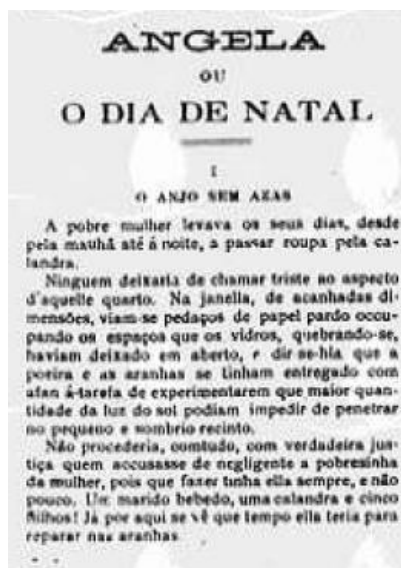 ANGELA
OU
O DIA DE NATAL
I
O ANJO SEM AZAS
A pobre mulher levava os seus dias, desde
pela manhã até á noite, a passar roupa pela ca-
landra.
Ninguem deixaria de chamar triste ao aspecto
d'aquelle quarto. Na janella, de acanhadas di-
mensões, viam-se pedaços de papel pardo occu-
pando os espaços que os vidros, quebrando-se,
haviam deixado em aberto, e dir-se-hia que a
poeira e as aranhas se tinham entregado com
afan á tarefa de experimentarem que maior quan-
tidade da luz do sol podiam impedir de penetrar
no pequeno e sombrio recinto.
Não procederia, comtudo, com verdadeira jus-
tiça quem accusasse de negligente a pobresinha
da mulher, pois que fazer tinha ella sempre, e não
pouco. Um marido bebedo, uma calandra e cinco
filhos! Já por aqui se vê que tempo ella teria para
reparar nas aranhas